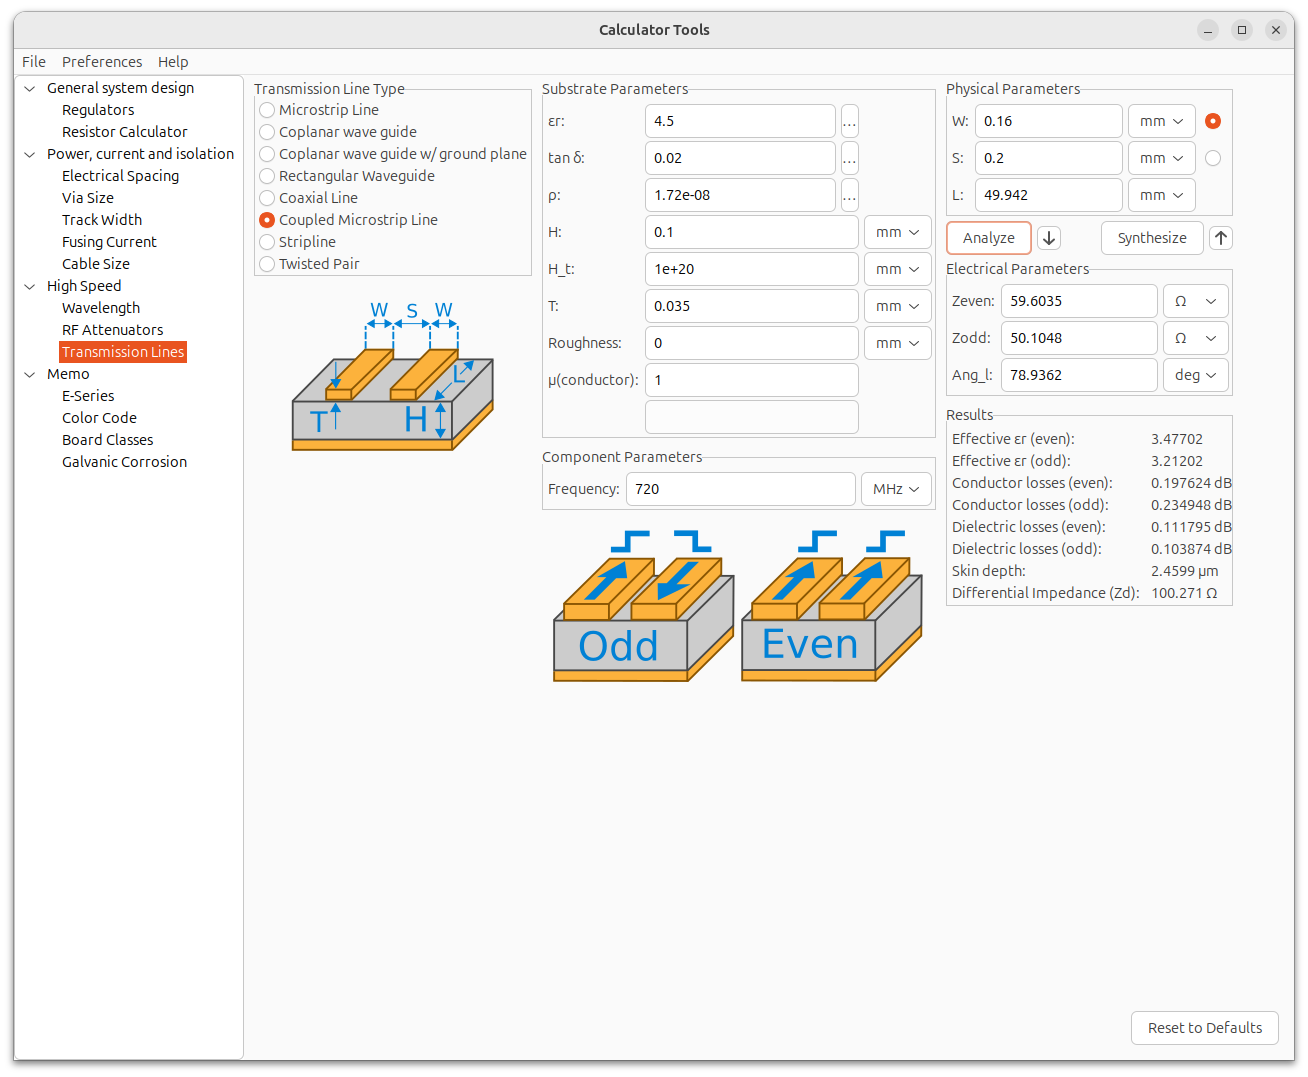 Calculator Tools
File Preferences Help
General system design
Regulators
Resistor Calculator
Power, current and isolation
Electrical Spacing
Via Size
Track Width
Fusing Current
Cable Size
High Speed
Wavelength
RF Attenuators
Transmission Lines
Memo
E-Series
Color Code
Board Classes
Galvanic Corrosion
Transmission Line Type
Microstrip Line
Coplanar wave guide
Coplanar wave guide w/ ground plane
Rectangular Waveguide
Coaxial Line
Coupled Microstrip Line
Stripline
Twisted Pair
W S W
L
T H
Substrate Parameters
εr: 4.5 ...
tan δ: 0.02 ...
ρ: 1.72e-08 ...
H: 0.1 mm
H_t: 1e+20 mm
T: 0.035 mm
Roughness: 0 mm
μ(conductor): 1
Component Parameters
Frequency: 720 MHz
Odd Even
Physical Parameters
W: 0.16 mm
S: 0.2 mm
L: 49.942 mm
Analyze Synthesize
Electrical Parameters
Zeven: 59.6035 Ω
Zodd: 50.1048 Ω
Ang_l: 78.9362 deg
Results
Effective εr (even): 3.47702
Effective εr (odd): 3.21202
Conductor losses (even): 0.197624 dB
Conductor losses (odd): 0.234948 dB
Dielectric losses (even): 0.111795 dB
Dielectric losses (odd): 0.103874 dB
Skin depth: 2.4599 μm
Differential Impedance (Zd): 100.271 Ω
Reset to Defaults